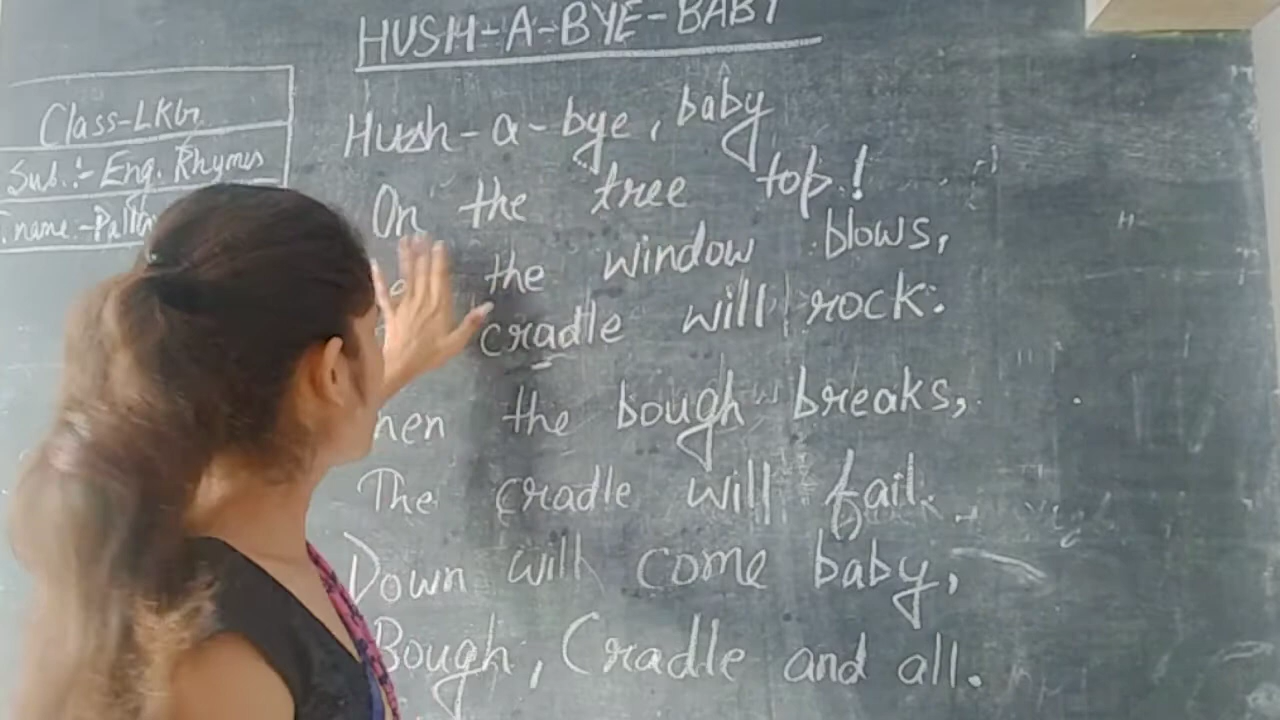 HUSH-A-BYE-BABY
Class-LKG
Sub.:- Eng. Rhymes
name:-
Hush-a-bye, baby
On the tree top!
the window blows,
cradle will rock.
the bough breaks,
The cradle will fail.
Down will come baby,
Bough, Cradle and all.